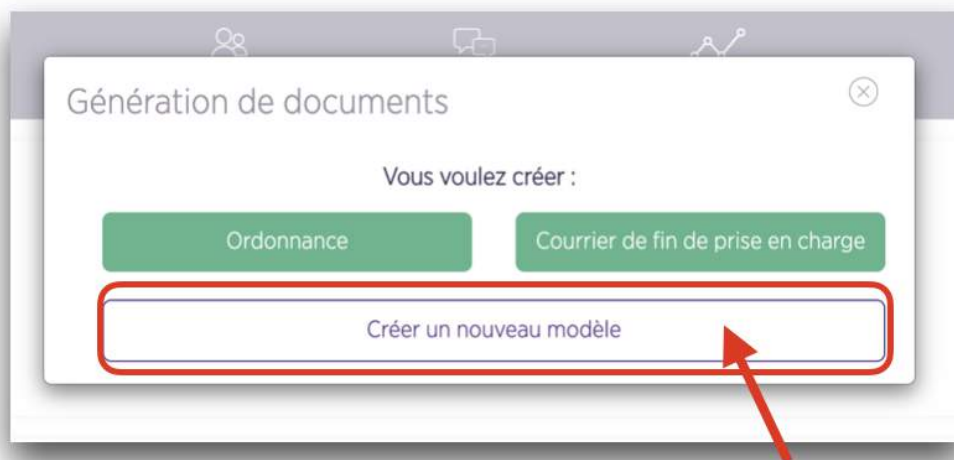 Génération de documents
Vous voulez créer :
Ordonnance
Courrier de fin de prise en charge
Créer un nouveau modèle